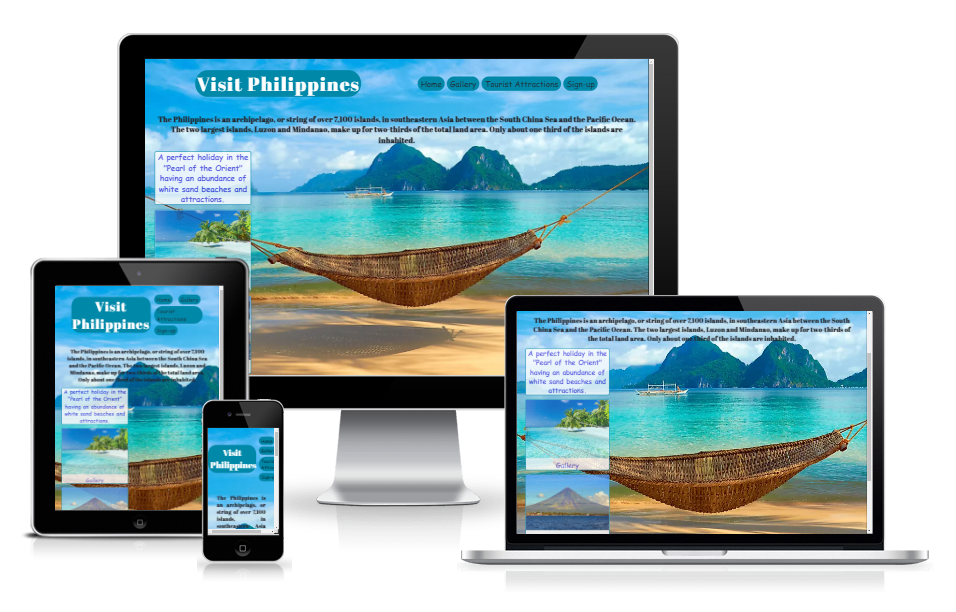 Visit Philippines
Home Gallery Tourist Attractions Sign-up
The Philippines is an archipelago, or string of over 7,100 islands, in southeastern Asia between the South China Sea and the Pacific Ocean.
The two largest islands, Luzon and Mindanao, make up for two-thirds of the total land area. Only about one third of the islands are
inhabited.
A perfect holiday in the
"Pearl of the Orient"
having an abundance of
white sand beaches and
attractions.
Visit
Philippines
Home Gallery
Tourist
Attractions
Sign-up
The Philippines is an archipelago, or string of over 7,100
islands, in southeastern Asia between the South China Sea
and the Pacific Ocean. The two largest islands, Luzon and
Mindanao, make up for two-thirds of the total land area.
Only about one third of the islands are inhabited.
A perfect holiday in the
"Pearl of the Orient"
having an abundance of
white sand beaches and
attractions.
Gallery
Visit
Philippines
The Philippines is
an archipelago, or
string of over 7,100
islands, in
southeastern Asia
The Philippines is an archipelago, or string of over 7,100 islands, in southeastern Asia between the South
China Sea and the Pacific Ocean. The two largest islands, Luzon and Mindanao, make up for two-thirds of
the total land area. Only about one third of the islands are inhabited.
A perfect holiday in the
"Pearl of the Orient"
having an abundance of
white sand beaches and
attractions.
Gallery